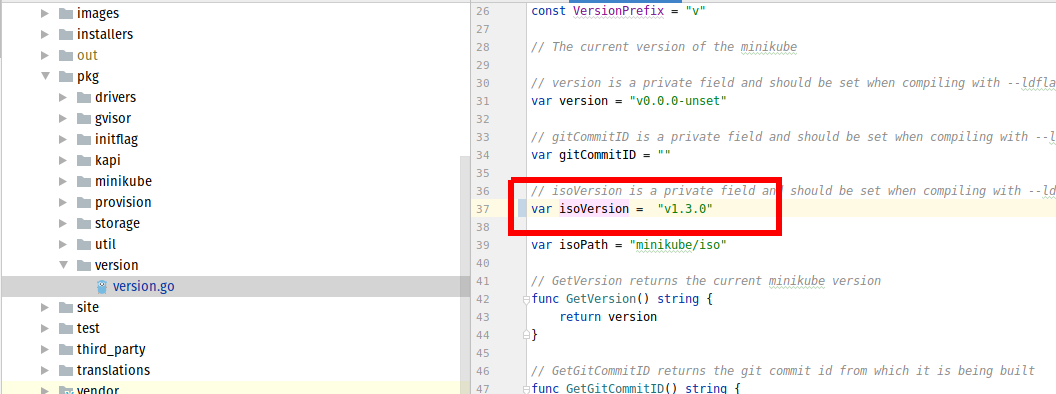 images
installers
out
pkg
drivers
gvisor
initflag
kapi
minikube
provision
storage
util
version
version.go
site
test
third_party
translations
vendor
26 const VersionPrefix = "v"
27
28 // The current version of the minikube
29
30 // version is a private field and should be set when compiling with --ldfla
31 var version = "v0.0.0-unset"
32
33 // gitCommitID is a private field and should be set when compiling with --l
34 var gitCommitID = ""
35
36 // isoVersion is a private field and should be set when compiling with --ld
37 var isoVersion =  "v1.3.0"
38
39 var isoPath = "minikube/iso"
40
41 // GetVersion returns the current minikube version
42 func GetVersion() string {
43     return version
44 }
45
46 // GetGitCommitID returns the git commit id from which it is being built
47 func GetGitCommitID() string {